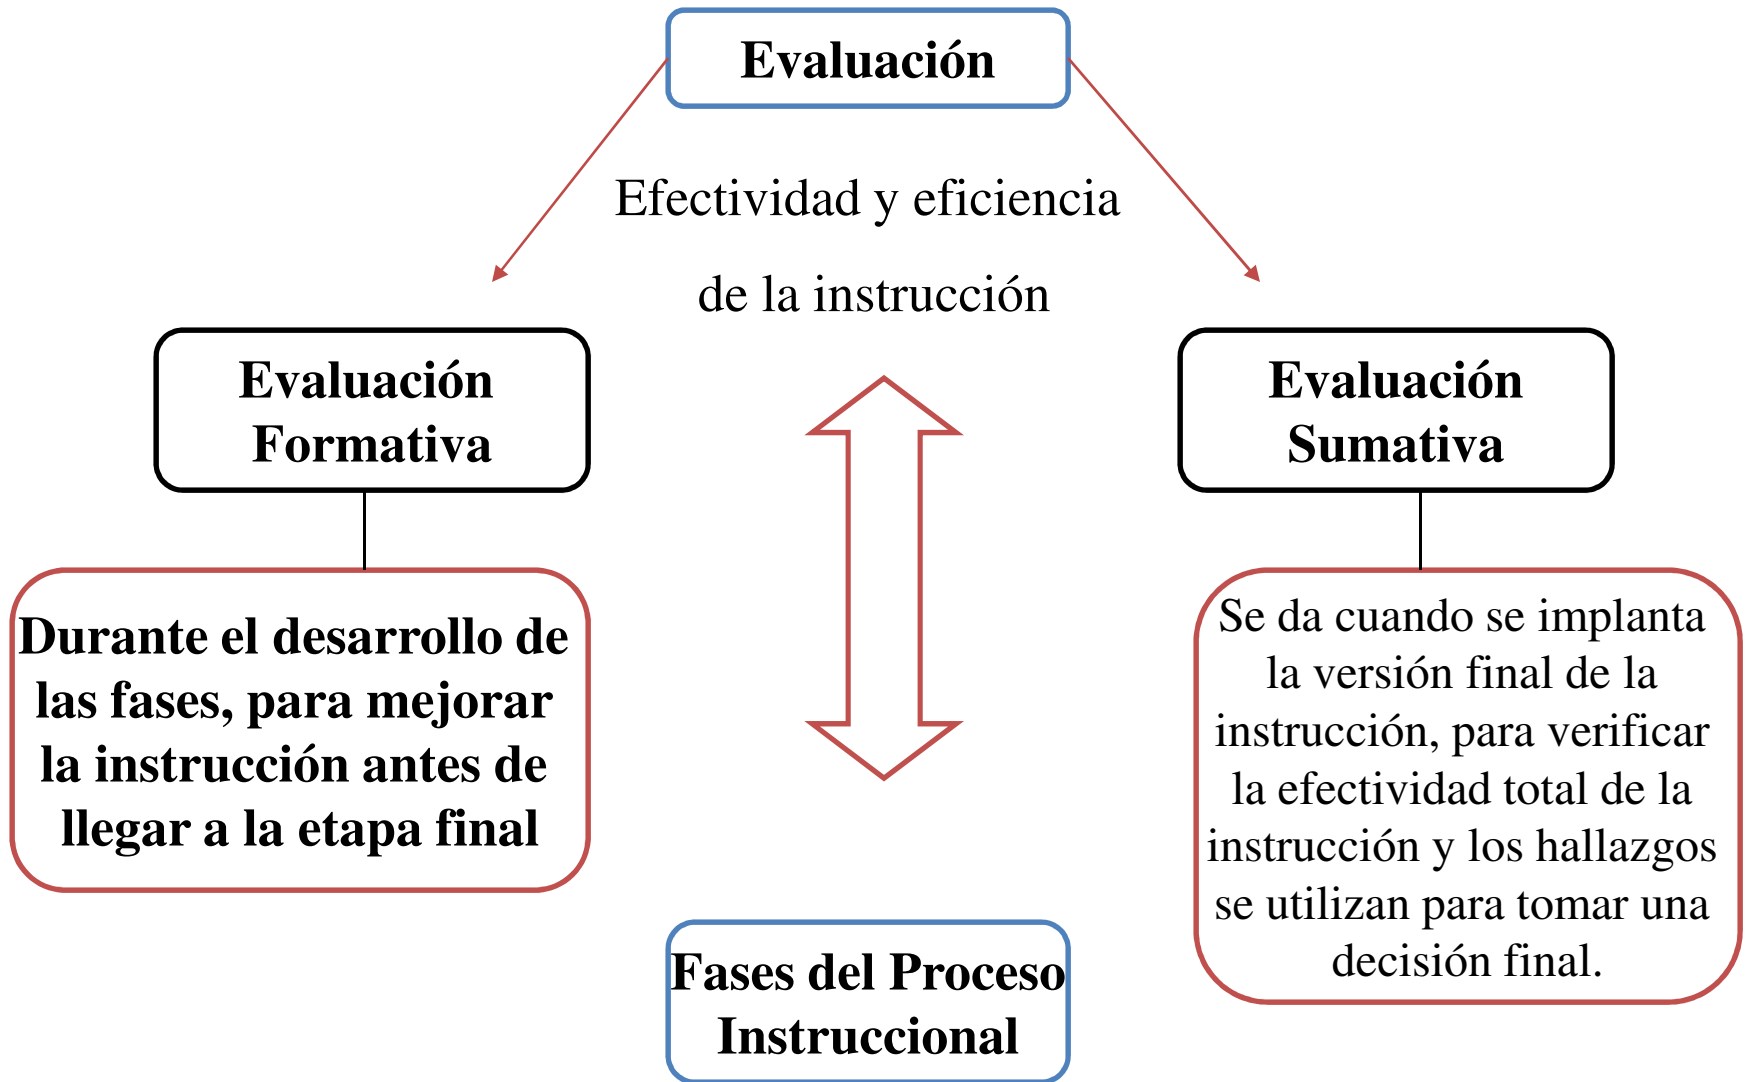 Evaluación
Efectividad y eficiencia
de la instrucción
Evaluación
Formativa
Evaluación
Sumativa
Durante el desarrollo de
las fases, para mejorar
la instrucción antes de
llegar a la etapa final
Se da cuando se implanta
la versión final de la
instrucción, para verificar
la efectividad total de la
instrucción y los hallazgos
se utilizan para tomar una
decisión final.
Fases del Proceso
Instruccional